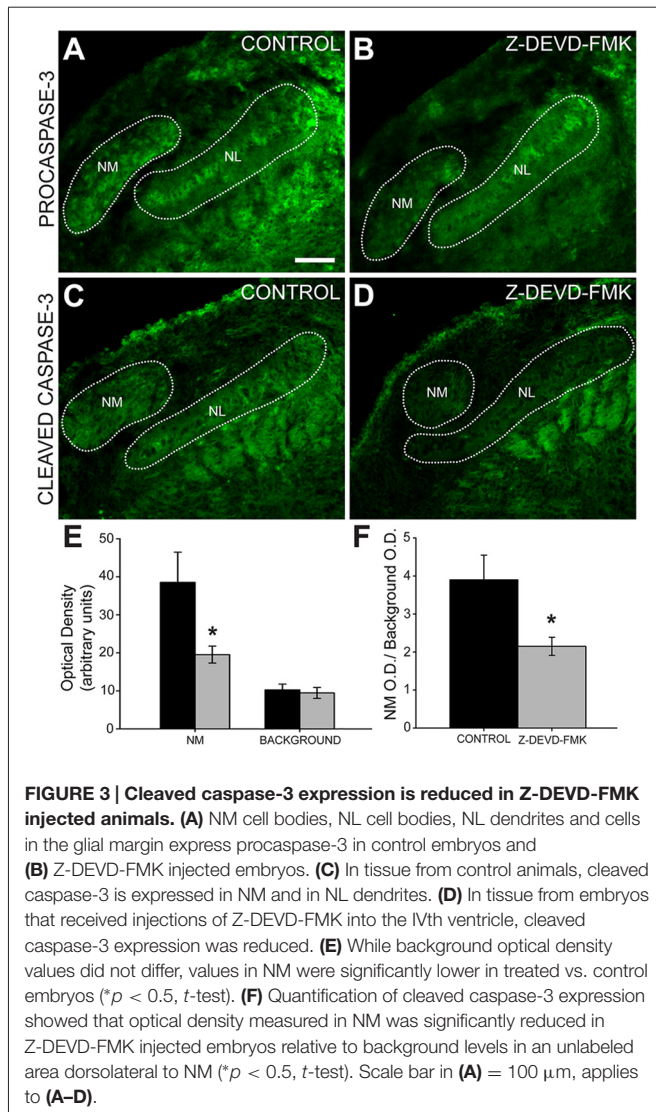 A CONTROL
B Z-DEVD-FMK
PROCASPASE-3
NM
NL
NM
NL
C CONTROL
D Z-DEVD-FMK
CLEAVED CASPASE-3
NM
NL
NM
NL
E
50
40
30
20
10
0
Optical Density
(arbitrary units)
*
NM
BACKGROUND
F
5
4
3
2
1
0
NM O.D./ Background O.D.
*
CONTROL
Z-DEVD-FMK
FIGURE 3 | Cleaved caspase-3 expression is reduced in Z-DEVD-FMK
injected animals. (A) NM cell bodies, NL cell bodies, NL dendrites and cells
in the glial margin express procaspase-3 in control embryos and
(B) Z-DEVD-FMK injected embryos. (C) In tissue from control animals, cleaved
caspase-3 is expressed in NM and in NL dendrites. (D) In tissue from embryos
that received injections of Z-DEVD-FMK into the IVth ventricle, cleaved
caspase-3 expression was reduced. (E) While background optical density
values did not differ, values in NM were significantly lower in treated vs. control
embryos (*p < 0.5, t-test). (F) Quantification of cleaved caspase-3 expression
showed that optical density measured in NM was significantly reduced in
Z-DEVD-FMK injected embryos relative to background levels in an unlabeled
area dorsolateral to NM (*p < 0.5, t-test). Scale bar in (A) = 100 μm, applies
to (A–D).